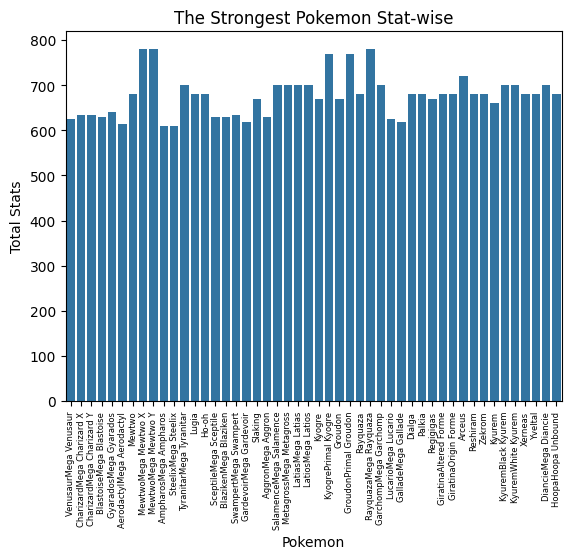 The Strongest Pokemon Stat-wise
800
700
600
500
400
300
200
100
0
Total Stats
VenusaurMega Venusaur
CharizardMega Charizard X
CharizardMega Charizard Y
BlastoiseMega Blastoise
GyaradosMega Gyarados
AerodactylMega Aerodactyl
Mewtwo
MewtwoMega Mewtwo X
MewtwoMega Mewtwo Y
AmpharosMega Ampharos
SteelixMega Steelix
TyranitarMega Tyranitar
Lugia
Ho-oh
SceptileMega Sceptile
BlazikenMega Blaziken
SwampertMega Swampert
GardevoirMega Gardevoir
Slaking
AggronMega Aggron
SalamenceMega Salamence
MetagrossMega Metagross
LatiasMega Latias
LatiosMega Latios
Kyogre
KyogrePrimal Kyogre
Groudon
GroudonPrimal Groudon
Rayquaza
RayquazaMega Rayquaza
GarchompMega Garchomp
LucarioMega Lucario
GalladeMega Gallade
Dialga
Palkia
Regigigas
GiratinaAltered Forme
GiratinaOrigin Forme
Arceus
Reshiram
Zekrom
Kyurem
KyuremBlack Kyurem
KyuremWhite Kyurem
Xerneas
Yveltal
DiancieMega Diancie
HoopaHoopa Unbound
Pokemon